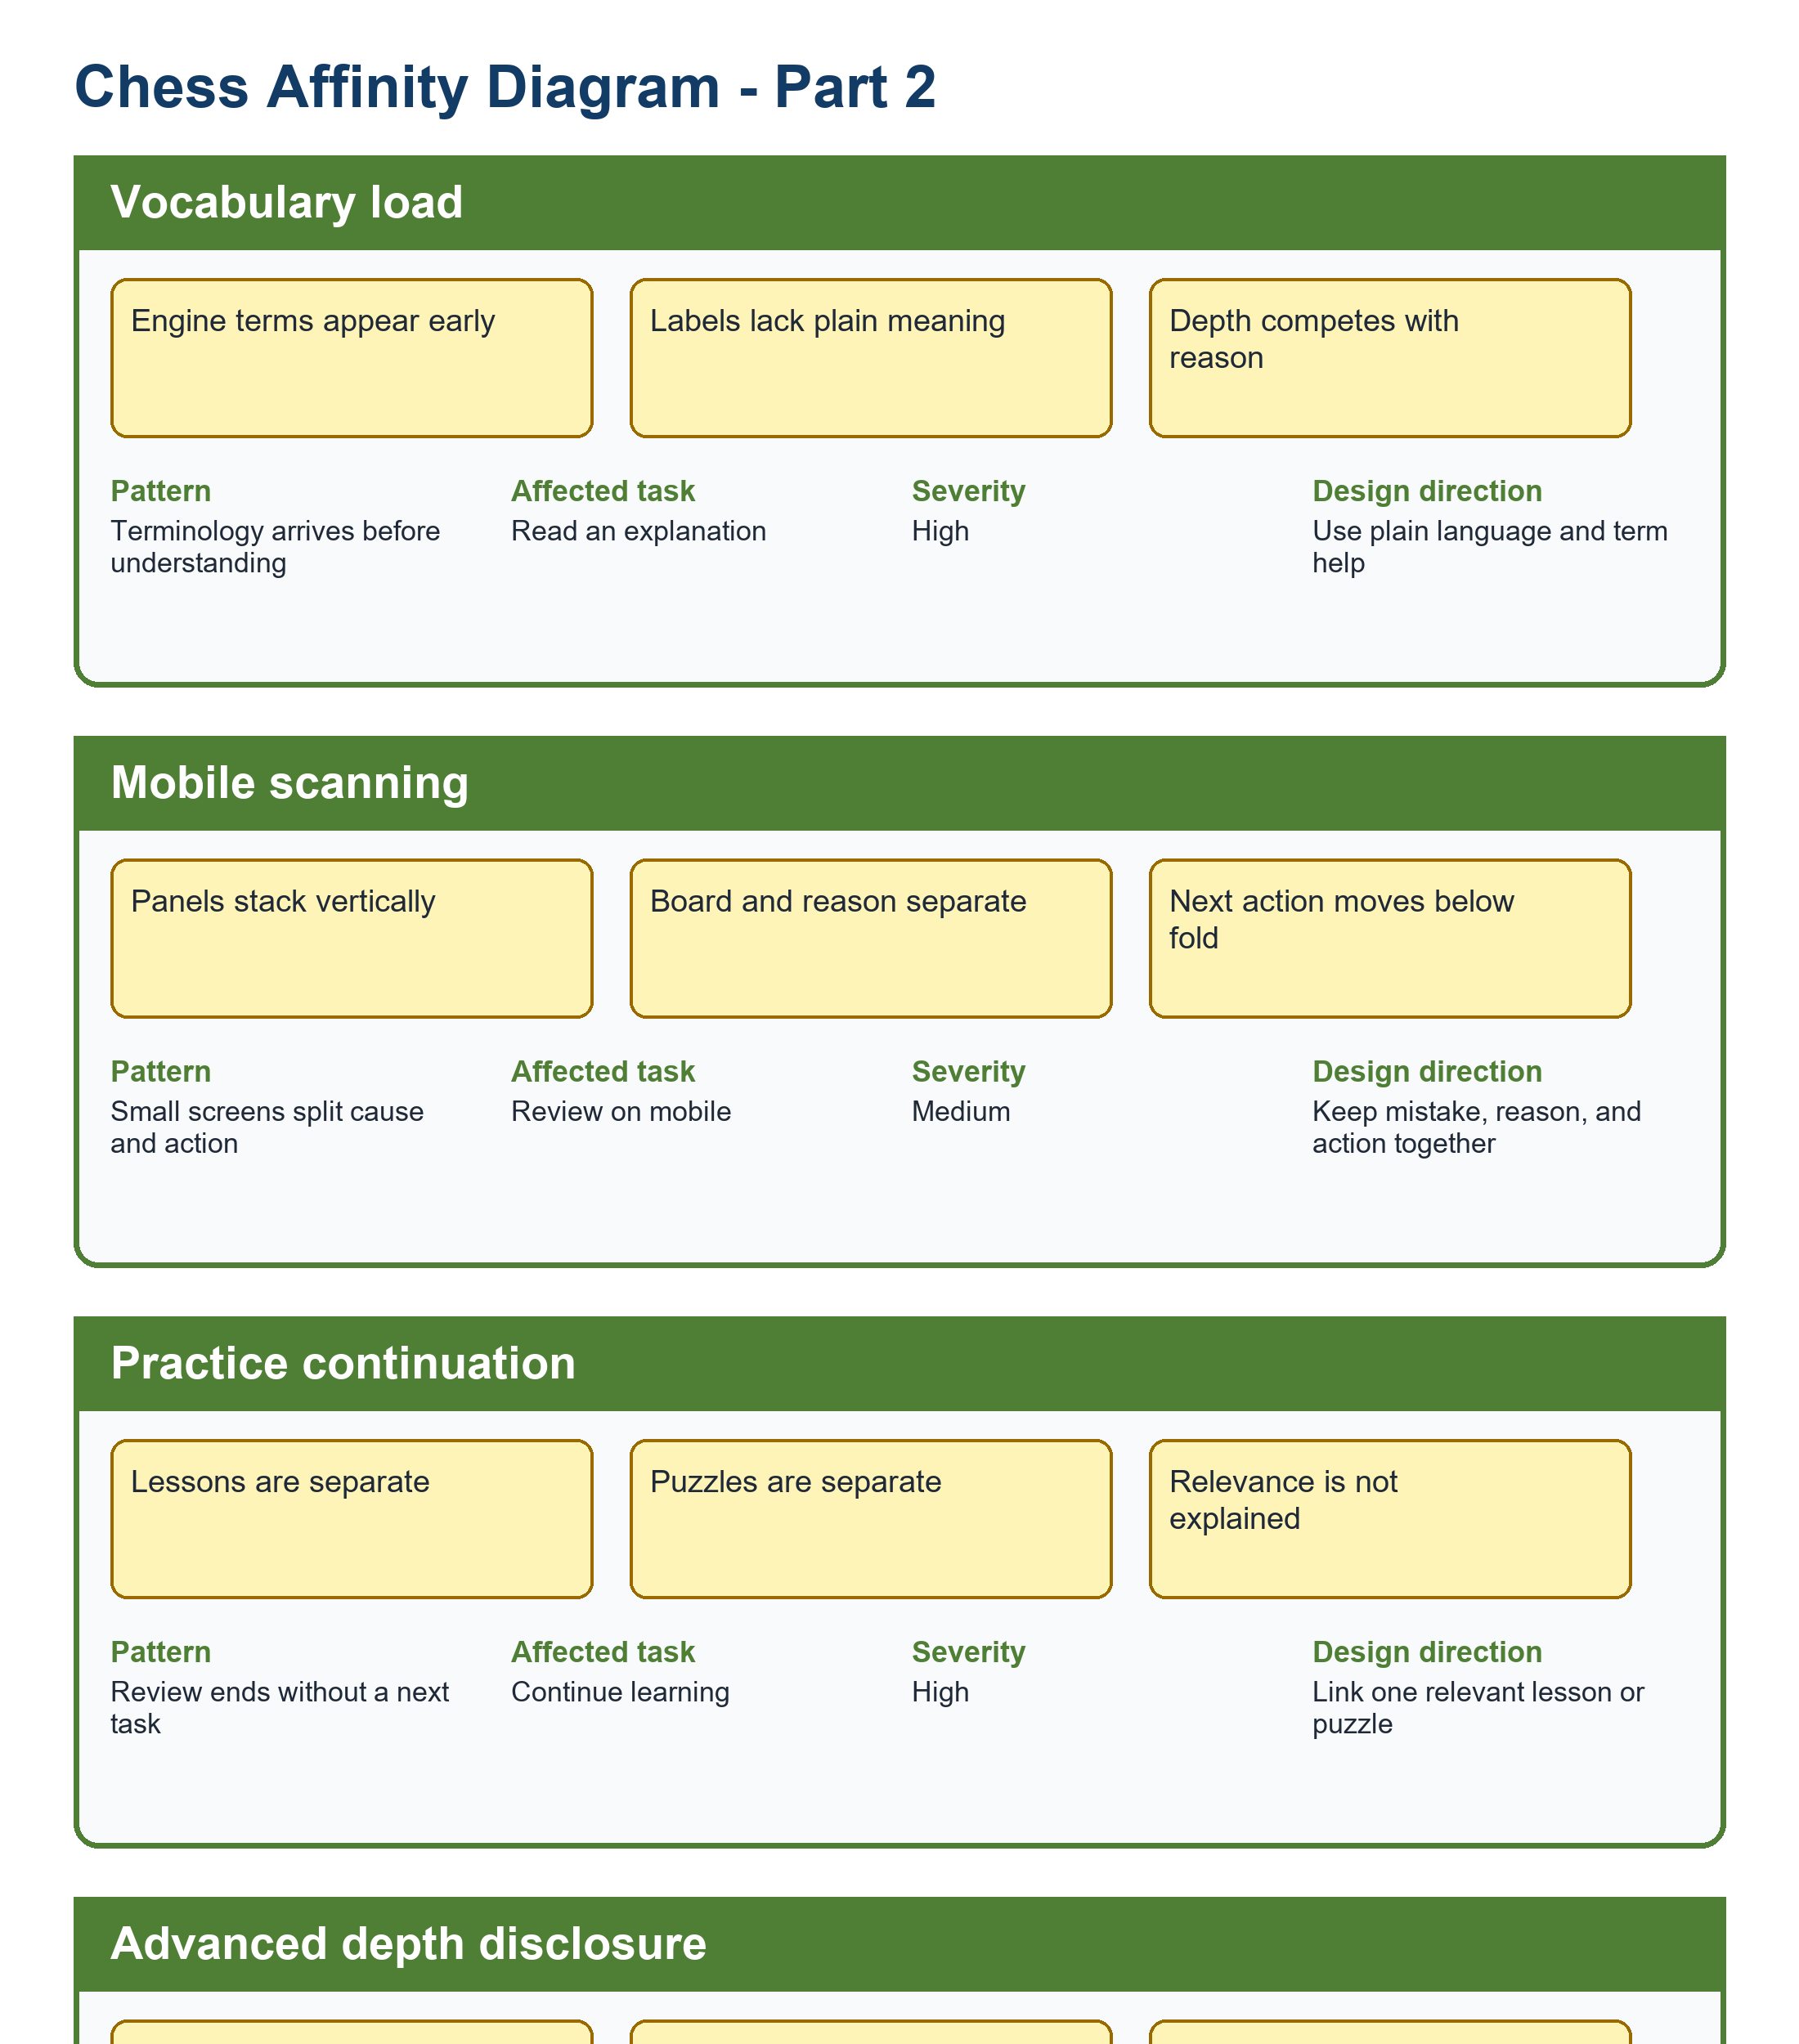 Chess Affinity Diagram - Part 2
Vocabulary load
Engine terms appear early
Labels lack plain meaning
Depth competes with
reason
Pattern
Terminology arrives before
understanding
Affected task
Read an explanation
Severity
High
Design direction
Use plain language and term
help
Mobile scanning
Panels stack vertically
Board and reason separate
Next action moves below
fold
Pattern
Small screens split cause
and action
Affected task
Review on mobile
Severity
Medium
Design direction
Keep mistake, reason, and
action together
Practice continuation
Lessons are separate
Puzzles are separate
Relevance is not
explained
Pattern
Review ends without a next
task
Affected task
Continue learning
Severity
High
Design direction
Link one relevant lesson or
puzzle
Advanced depth disclosure